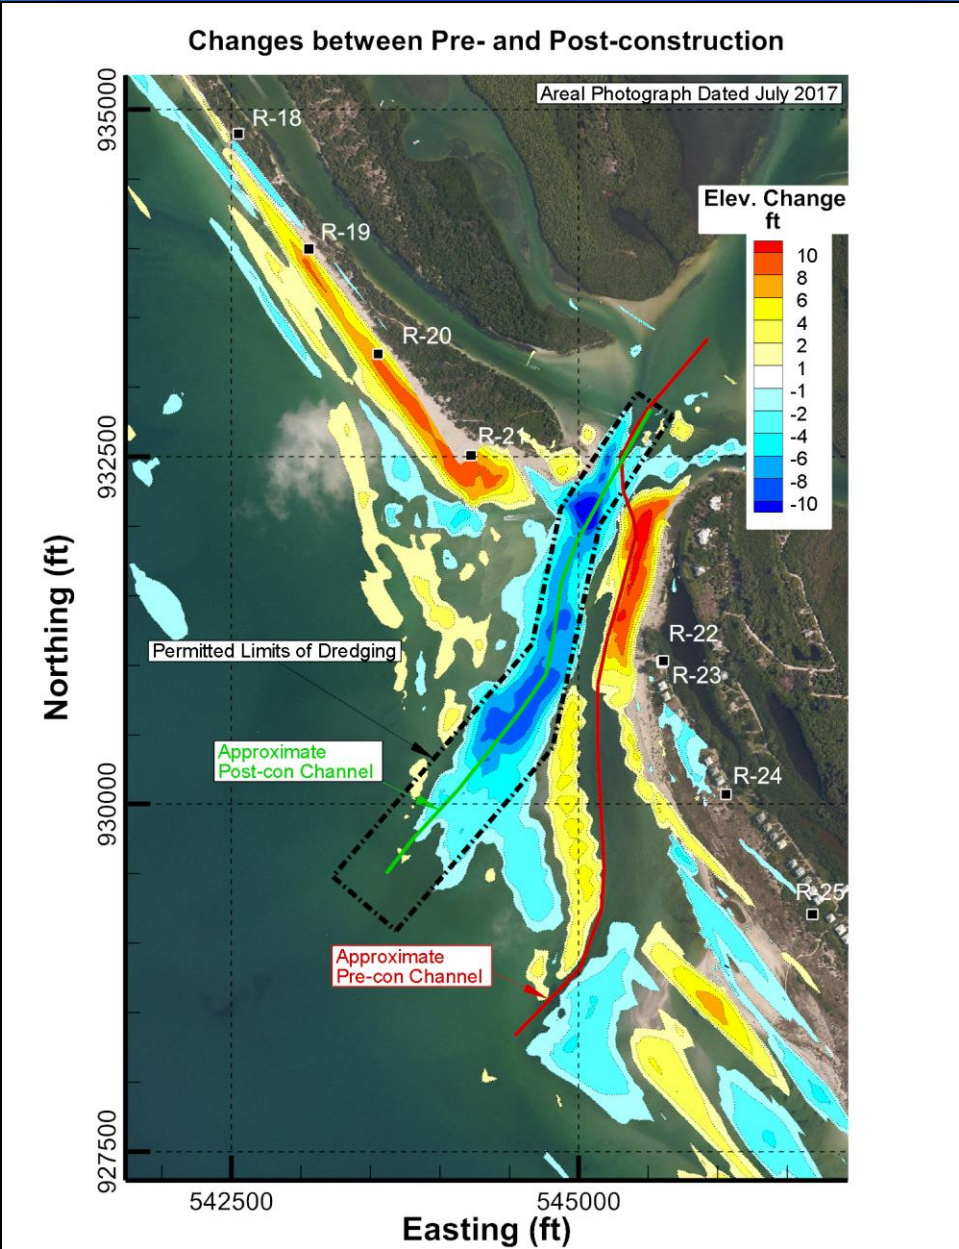 Changes between Pre- and Post-construction
Areal Photograph Dated July 2017
935000
R-18
Elev. Change
ft
R-19
10
8
6
4
2
1
-1
-2
-4
-6
-8
-10
R-20
R-21
932500
Northing (ft)
R-22
Permitted Limits of Dredging
R-23
Approximate
Post-con Channel
R-24
930000
R-25
Approximate
Pre-con Channel
927500
542500
545000
Easting (ft)